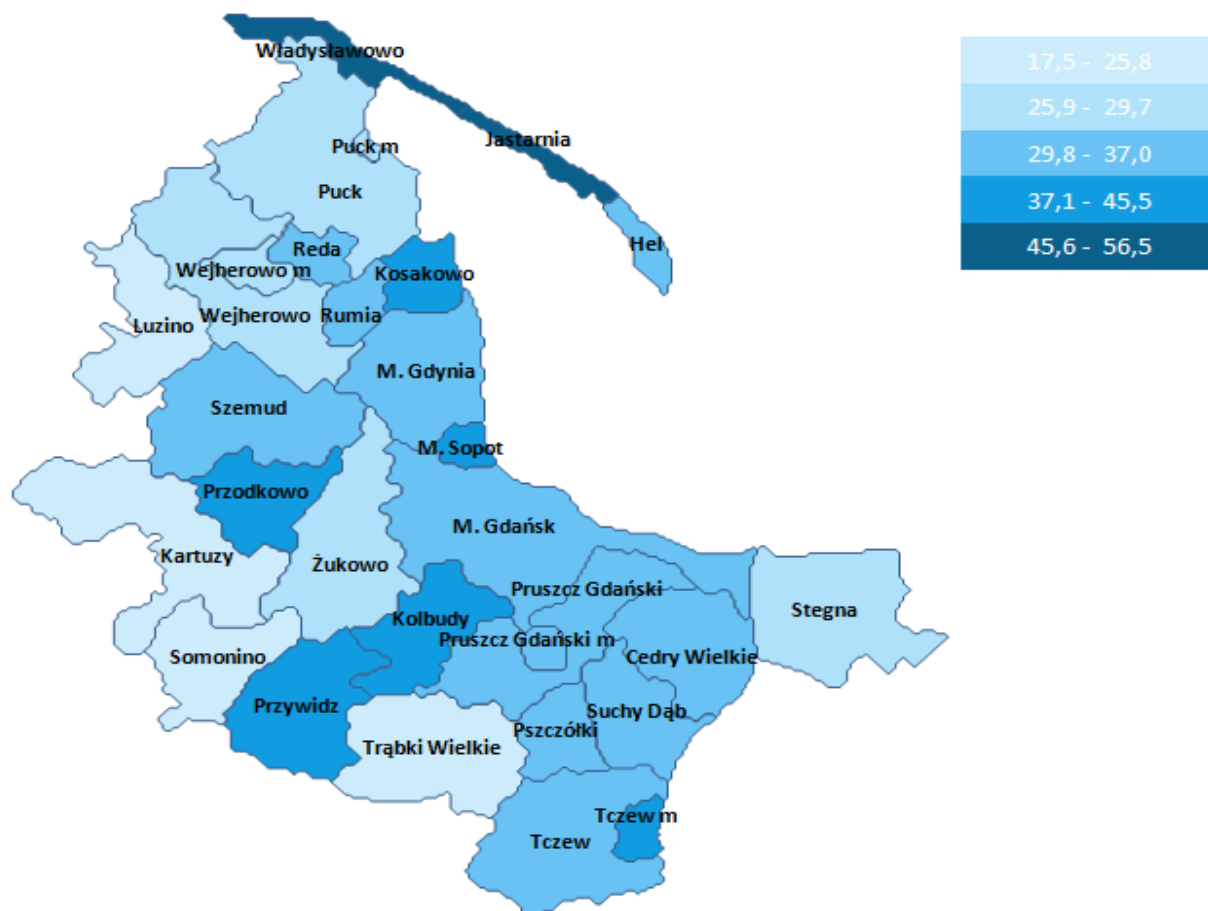 Władysławowo
17,5 - 25,8
25,9 - 29,7
29,8 - 37,0
37,1 - 45,5
45,6 - 56,5
Jastarnia
Puck m
Puck
Hel
Reda
Wejherowo m
Kosakowo
Luzino
Wejherowo
Rumia
M. Gdynia
Szemud
M. Sopot
Przodkowo
M. Gdańsk
Kartuzy
Żukowo
Pruszcz Gdański
Stegna
Kolbudy
Pruszcz Gdański m
Somonino
Cedry Wielkie
Przywidz
Suchy Dąb
Pszczółki
Trąbki Wielkie
Tczew m
Tczew